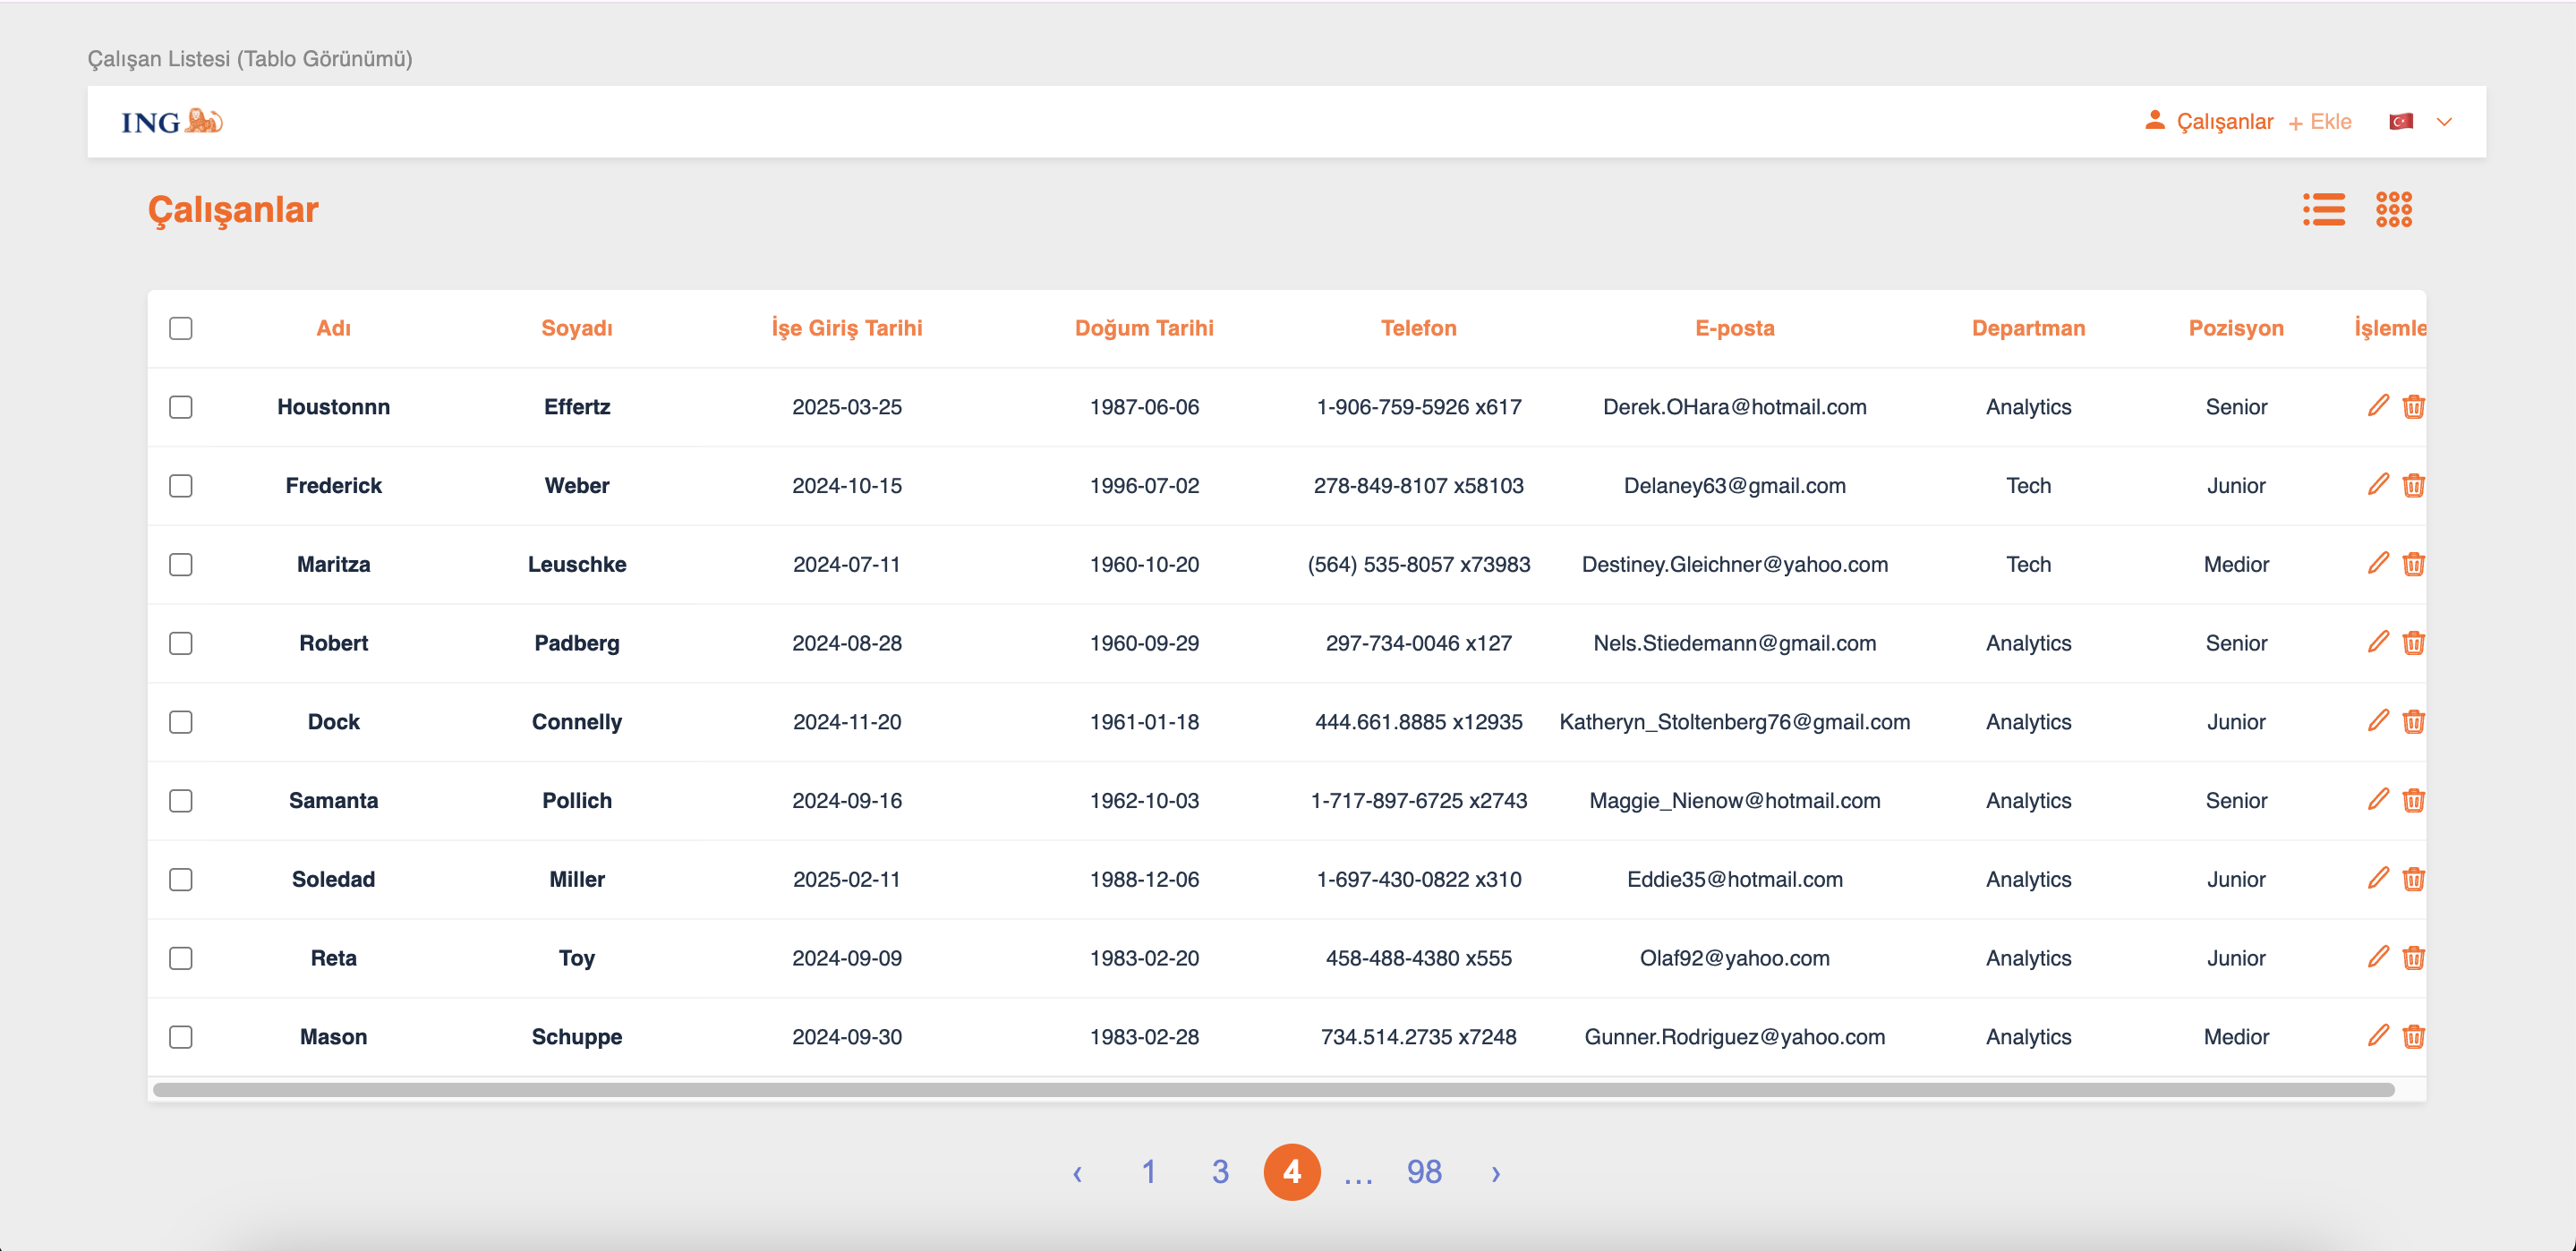 Çalışan Listesi (Tablo Görünümü)
ING Çalışanlar + Ekle
Çalışanlar
Adı Soyadı İşe Giriş Tarihi Doğum Tarihi Telefon E-posta Departman Pozisyon İşlemle
Houstonnn Effertz 2025-03-25 1987-06-06 1-906-759-5926 x617 Derek.OHara@hotmail.com Analytics Senior
Frederick Weber 2024-10-15 1996-07-02 278-849-8107 x58103 Delaney63@gmail.com Tech Junior
Maritza Leuschke 2024-07-11 1960-10-20 (564) 535-8057 x73983 Destiney.Gleichner@yahoo.com Tech Medior
Robert Padberg 2024-08-28 1960-09-29 297-734-0046 x127 Nels.Stiedemann@gmail.com Analytics Senior
Dock Connelly 2024-11-20 1961-01-18 444.661.8885 x12935 Katheryn_Stoltenberg76@gmail.com Analytics Junior
Samanta Pollich 2024-09-16 1962-10-03 1-717-897-6725 x2743 Maggie_Nienow@hotmail.com Analytics Senior
Soledad Miller 2025-02-11 1988-12-06 1-697-430-0822 x310 Eddie35@hotmail.com Analytics Junior
Reta Toy 2024-09-09 1983-02-20 458-488-4380 x555 Olaf92@yahoo.com Analytics Junior
Mason Schuppe 2024-09-30 1983-02-28 734.514.2735 x7248 Gunner.Rodriguez@yahoo.com Analytics Medior
‹ 1 3 4 ... 98 ›